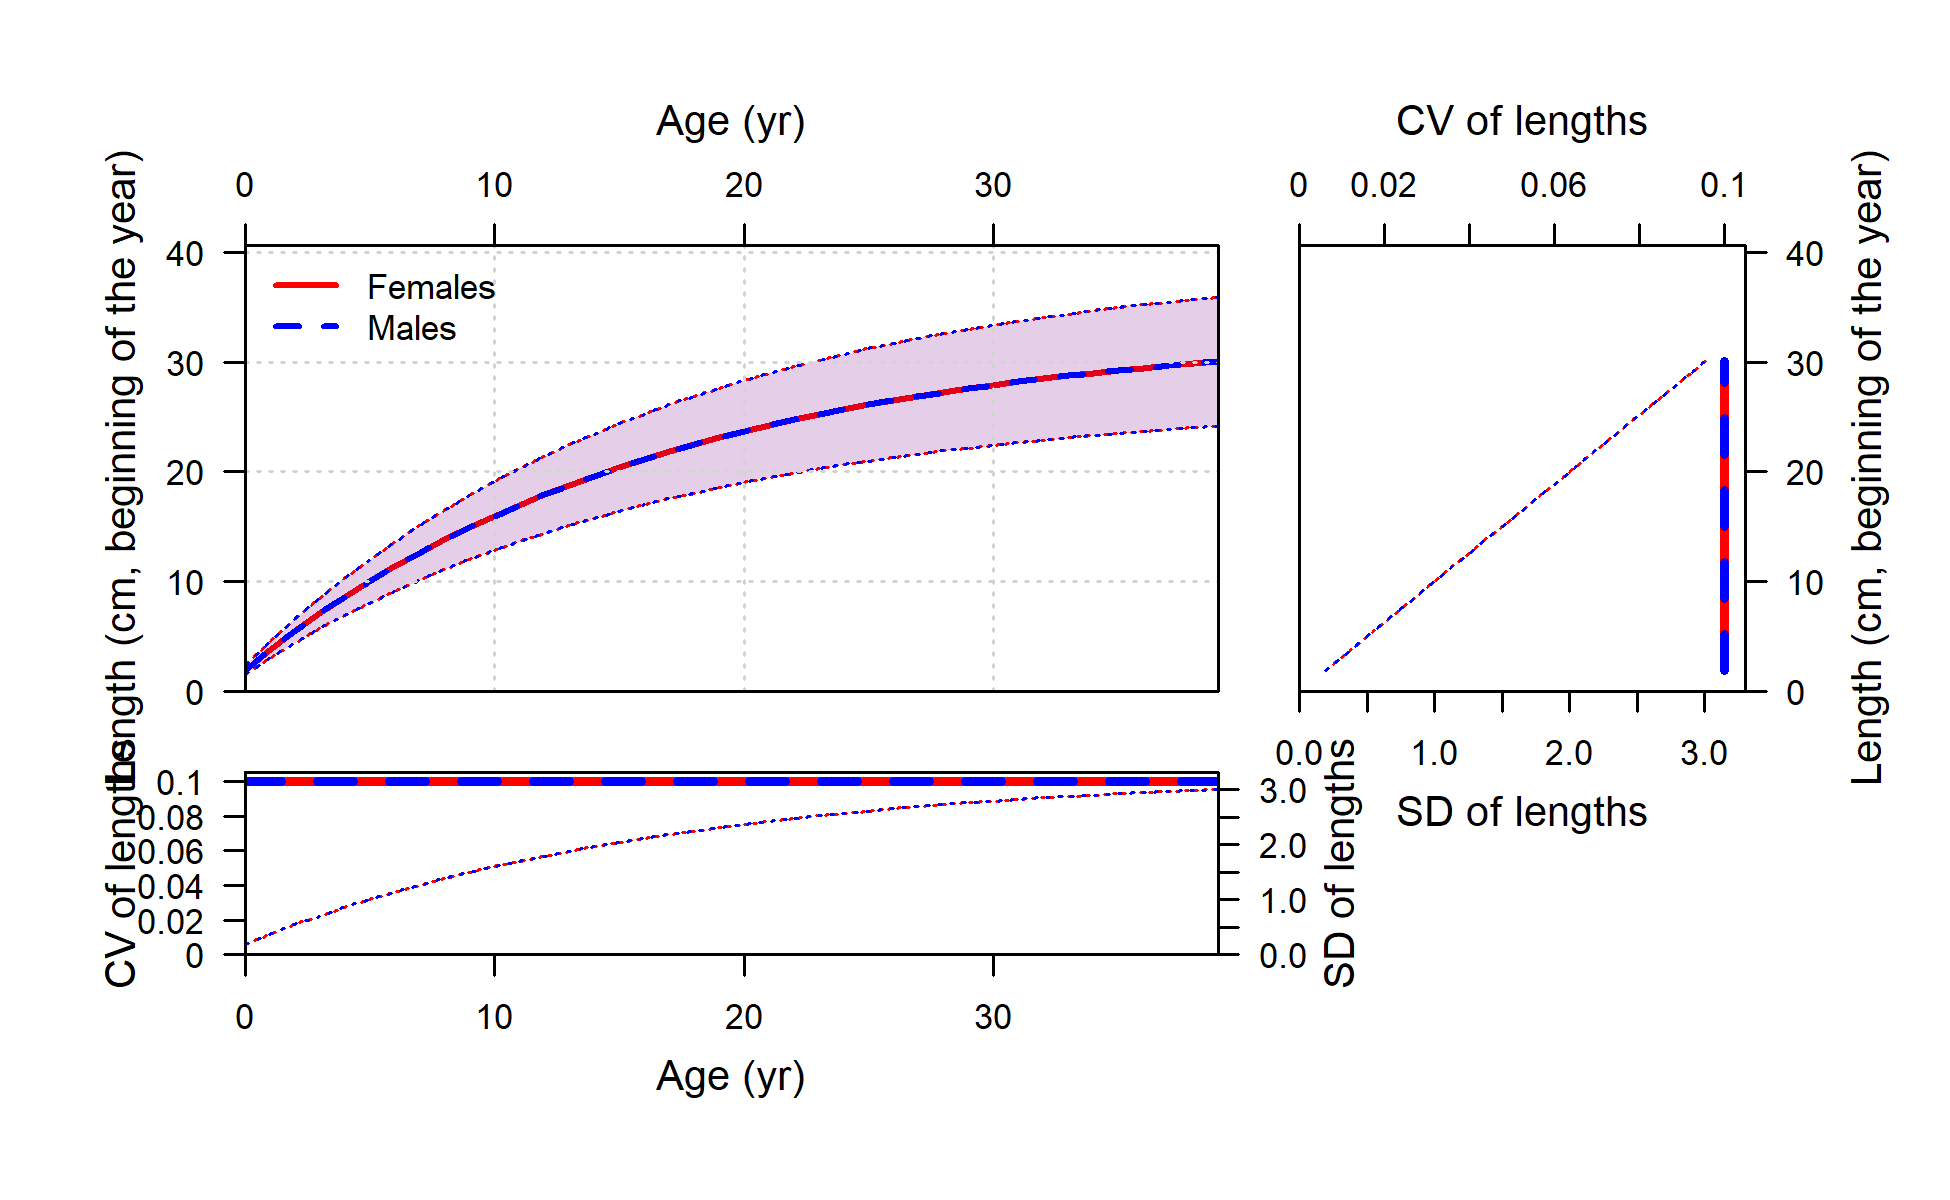 Age (yr)
0 10 20 30
Length (cm, beginning of the year)
40
30
20
10
0
Females
Males
CV of lengths
0 0.02 0.06 0.1
Length (cm, beginning of the year)
40
30
20
10
0
0.0 1.0 2.0 3.0
SD of lengths
CV of lengths
0.1
0.08
0.06
0.04
0.02
0
3.0
2.0
1.0
0.0
SD of lengths
0 10 20 30
Age (yr)